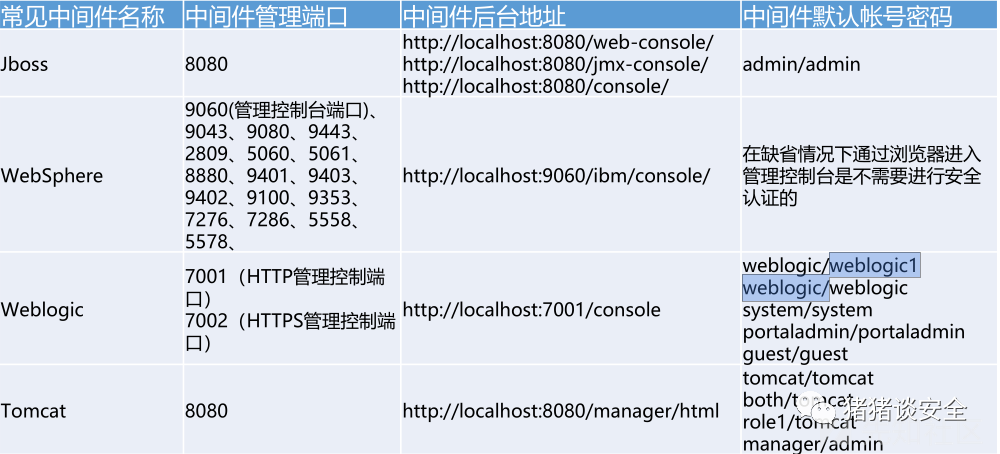 常见中间件名称
中间件管理端口
中间件后台地址
中间件默认帐号密码
Jboss
8080
http://localhost:8080/web-console/
http://localhost:8080/jmx-console/
http://localhost:8080/console/
admin/admin
WebSphere
9060(管理控制台端口)、
9043、9080、9443、
2809、5060、5061、
8880、9401、9403、
9402、9100、9353、
7276、7286、5558、
5578、
http://localhost:9060/ibm/console/
在缺省情况下通过浏览器进入
管理控制台是不需要进行安全
认证的
Weblogic
7001（HTTP管理控制端
口）
7002（HTTPS管理控制端
口）
http://localhost:7001/console
weblogic/weblogic1
weblogic/weblogic
system/system
portaladmin/portaladmin
guest/guest
Tomcat
8080
http://localhost:8080/manager/html
tomcat/tomcat
both/tomcat
role1/tomcat
manager/admin
猪猪谈安全